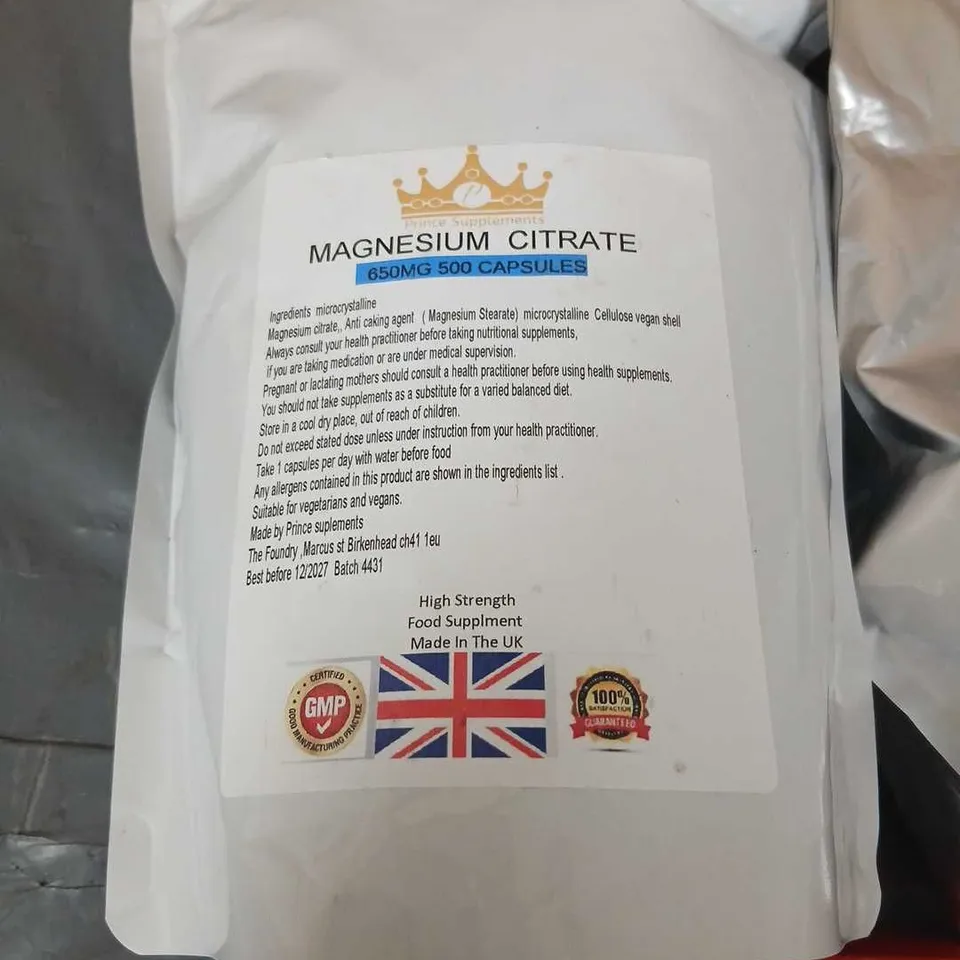 Prince Supplements
MAGNESIUM CITRATE
650MG 500 CAPSULES
Ingredients microcrystalline
Magnesium citrate,, Anti caking agent ( Magnesium Stearate) microcrystalline Cellulose vegan shell
Always consult your health practitioner before taking nutritional supplements,
if you are taking medication or are under medical supervision.
Pregnant or lactating mothers should consult a health practitioner before using health supplements.
You should not take supplements as a substitute for a varied balanced diet.
Store in a cool dry place, out of reach of children.
Do not exceed stated dose unless under instruction from your health practitioner.
Take 1 capsules per day with water before food
Any allergens contained in this product are shown in the ingredients list .
Suitable for vegetarians and vegans.
Made by Prince suplements
The Foundry ,Marcus st Birkenhead ch41 1eu
Best before 12/2027 Batch 4431
High Strength
Food Supplment
Made In The UK
CERTIFIED
GMP
GOOD MANUFACTURING PRACTICE
100%
SATISFACTION
GUARANTEED